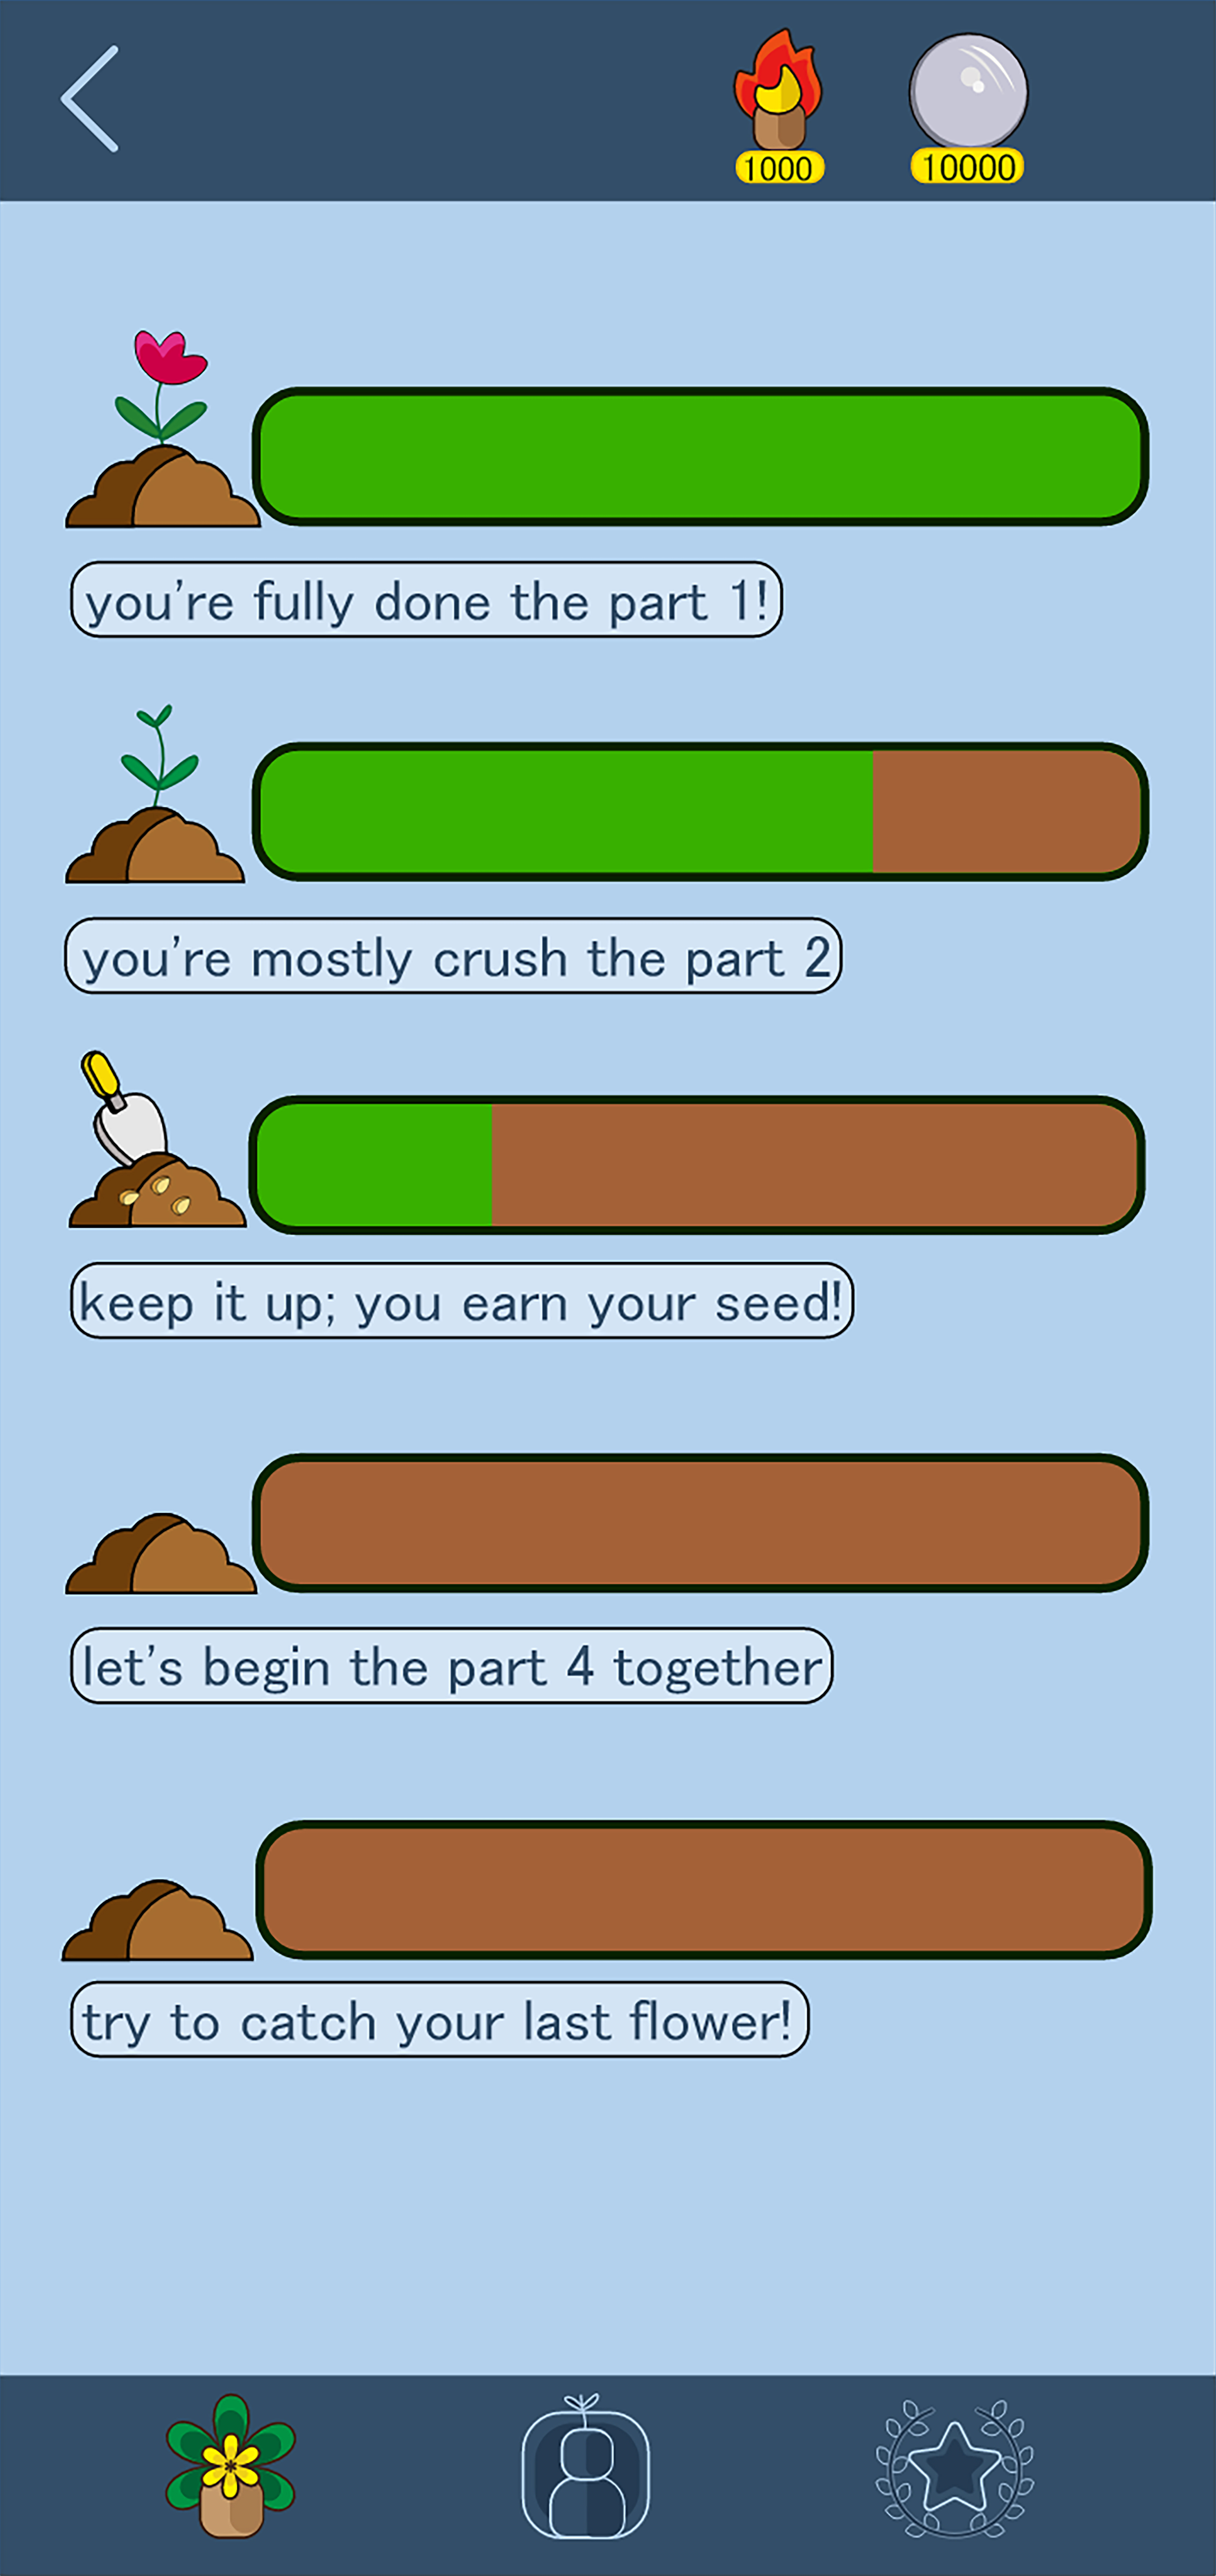 1000
10000
you're fully done the part 1!
you're mostly crush the part 2
keep it up; you earn your seed!
let's begin the part 4 together
try to catch your last flower!